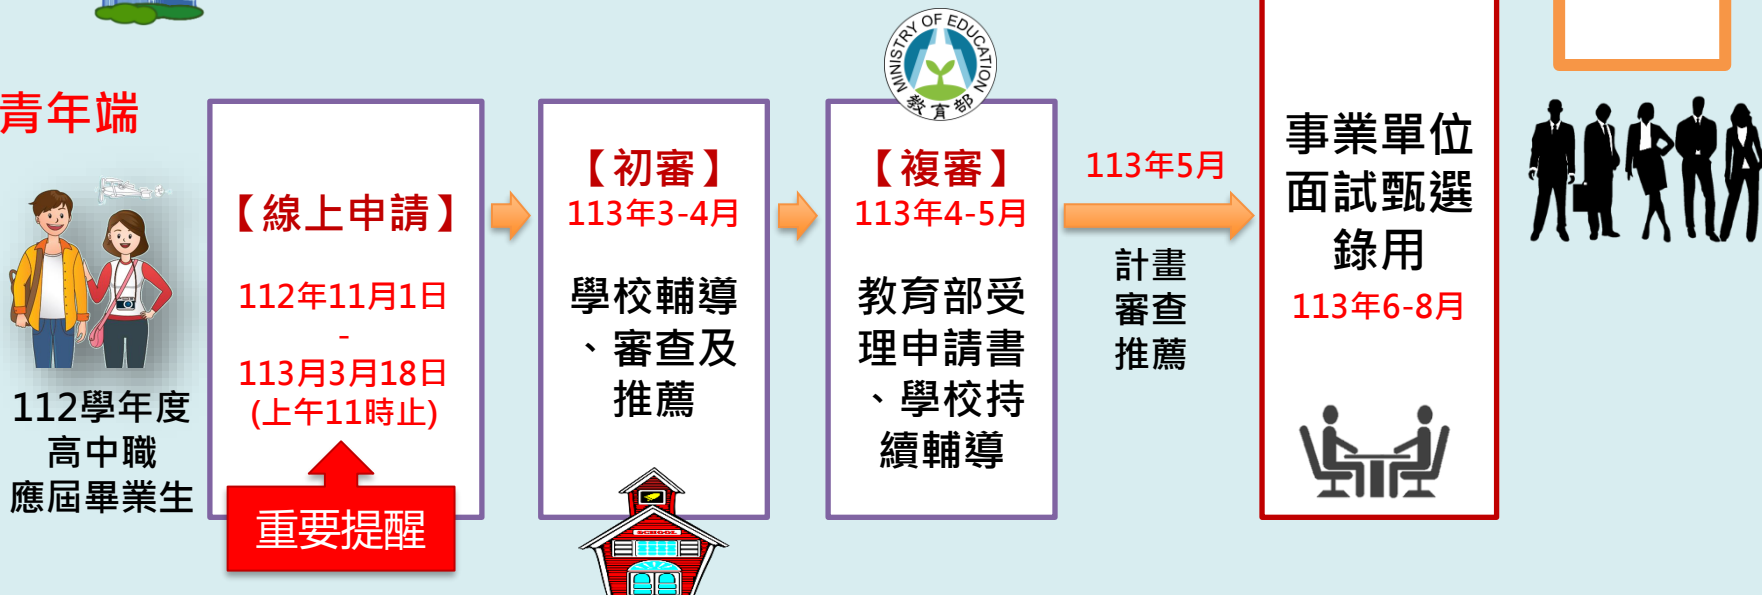 青年端
112學年度
高中職
應屆畢業生
【線上申請】
112年11月1日
-
113月3月18日
(上午11時止)
重要提醒
【初審】
113年3-4月
學校輔導
、審查及
推薦
SCHOOL
MINISTRY OF EDUCATION
教育部
【複審】
113年4-5月
教育部受
理申請書
、學校持
續輔導
113年5月
計畫
審查
推薦
事業單位
面試甄選
錄用
113年6-8月